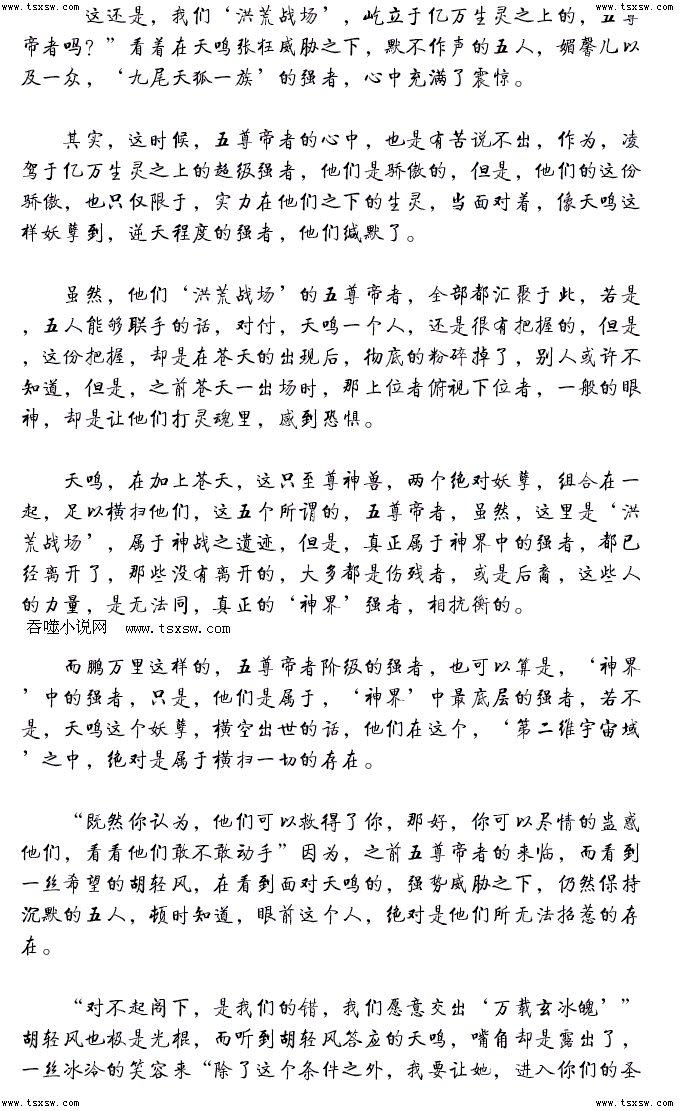 www.tsxsw.com www.tsxsw.com www.tsxsw.com www.tsxsw.com
这还是，我们‘洪荒战场’，屹立于亿万生灵之上的，五尊
帝者吗？”看着在天鸣张狂威胁之下，默不作声的五人，媚馨儿以
及一众，‘九尾天狐一族’的强者，心中充满了震惊。
其实，这时候，五尊帝者的心中，也是有苦说不出，作为，凌
驾于亿万生灵之上的超级强者，他们是骄傲的，但是，他们的这份
骄傲，也只仅限于，实力在他们之下的生灵，当面对着，像天鸣这
样妖孽到，逆天程度的强者，他们缄默了。
虽然，他们‘洪荒战场’的五尊帝者，全部都汇聚于此，若是
，五人能够联手的话，对付，天鸣一个人，还是很有把握的，但是
，这份把握，却是在苍天的出现后，彻底的粉碎掉了，别人或许不
知道，但是，之前苍天一出场时，那上位者俯视下位者，一般的眼
神，却是让他们打灵魂里，感到恐惧。
天鸣，在加上苍天，这只至尊神兽，两个绝对妖孽，组合在一
起，足以横扫他们，这五个所谓的，五尊帝者，虽然，这里是‘洪
荒战场’，属于神战之遗迹，但是，真正属于神界中的强者，都已
经离开了，那些没有离开的，大多都是伤残者，或是后裔，这些人
的力量，是无法同，真正的‘神界’强者，相抗衡的。
吞噬小说网 www.tsxsw.com
而鹏万里这样的，五尊帝者阶级的强者，也可以算是，‘神界
’中的强者，只是，他们是属于，‘神界’中最底层的强者，若不
是，天鸣这个妖孽，横空出世的话，他们在这个，‘第二维宇宙域
’之中，绝对是属于横扫一切的存在。
“既然你认为，他们可以救得了你，那好，你可以尽情的蛊惑
他们，看看他们敢不敢动手”因为，之前五尊帝者的来临，而看到
一丝希望的胡轻风，在看到面对天鸣的，强势威胁之下，仍然保持
沉默的五人，顿时知道，眼前这个人，绝对是他们所无法招惹的存
在。
“对不起阁下，是我们的错，我们愿意交出‘万载玄冰魄’”
胡轻风也极是光棍，而听到胡轻风答应的天鸣，嘴角却是露出了，
一丝冰冷的笑容来“除了这个条件之外，我要让她，进入你们的圣
www.tsxsw.com www.tsxsw.com www.tsxsw.com www.tsxsw.com